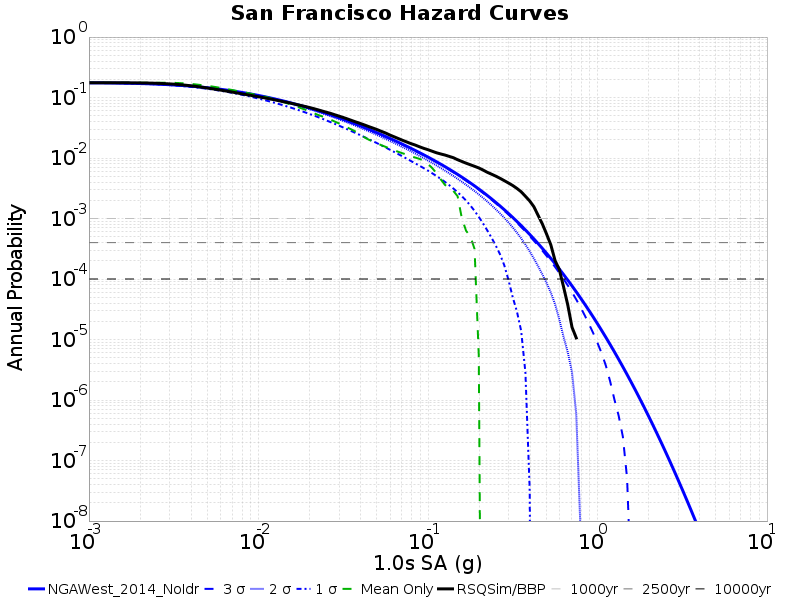 San Francisco Hazard Curves
10^0
10^-1
10^-2
10^-3
10^-4
10^-5
10^-6
10^-7
10^-8
Annual Probability
10^-3 10^-2 10^-1 10^0 10^1
1.0s SA (g)
NGAWest_2014_NoIdr 3 σ 2 σ 1 σ Mean Only RSQSim/BBP 1000yr 2500yr 10000yr